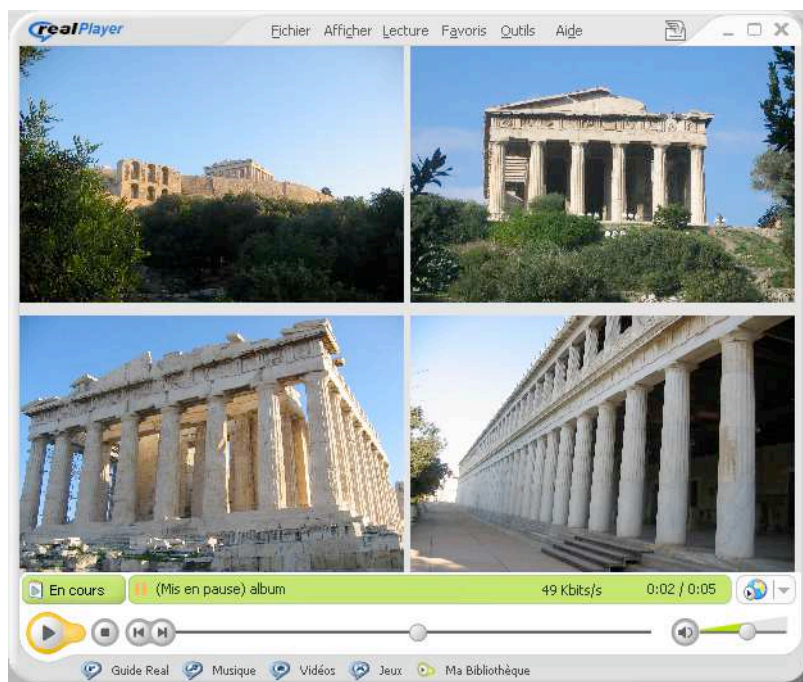 realPlayer
Fichier Afficher Lecture Favoris Outils Aide
En cours (Mis en pause) album 49 Kbits/s 0:02 / 0:05
Guide Real Musique Vidéos Jeux Ma Bibliothèque